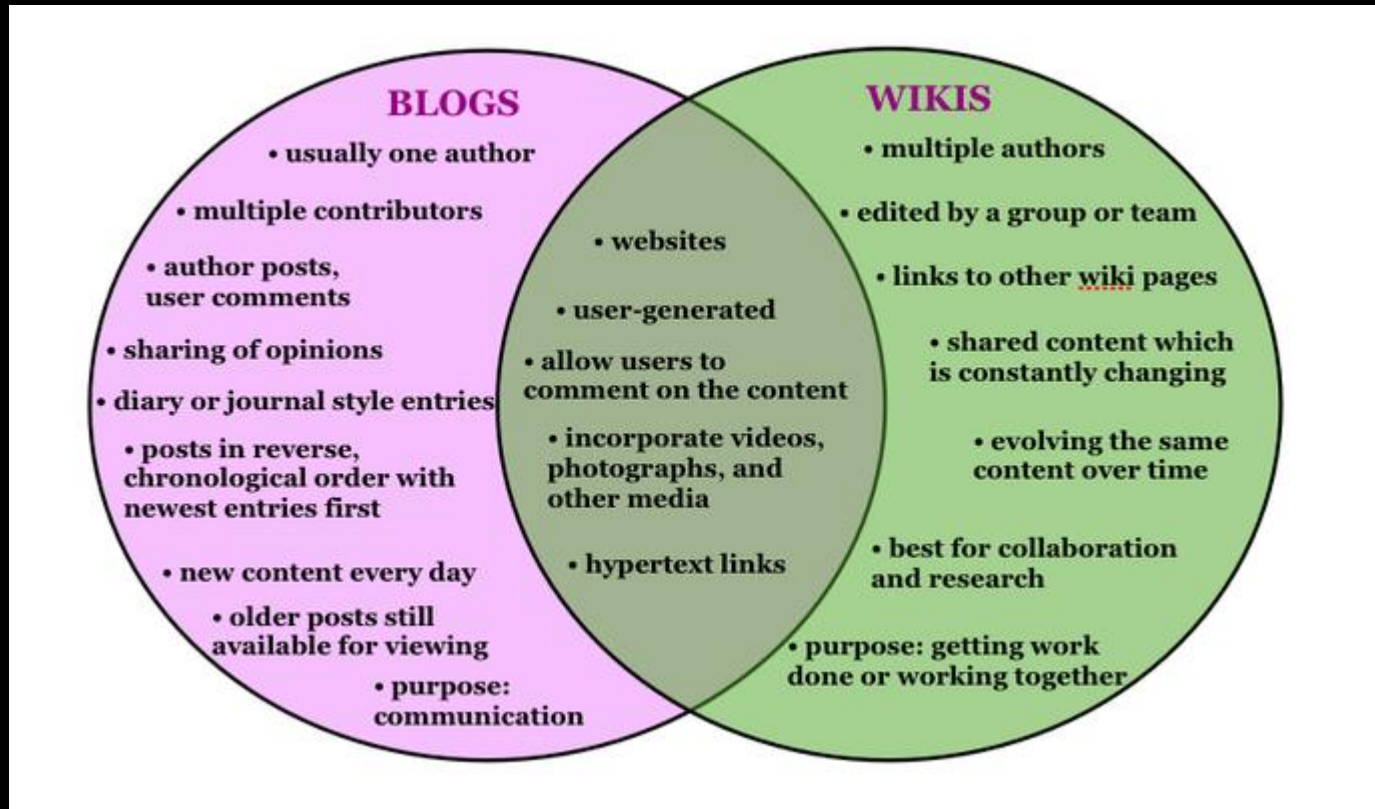 BLOGS
• usually one author
• multiple contributors
• author posts,
user comments
• sharing of opinions
• diary or journal style entries
• posts in reverse,
chronological order with
newest entries first
• new content every day
• older posts still
available for viewing
• purpose:
communication
• websites
• user-generated
• allow users to
comment on the content
• incorporate videos,
photographs, and
other media
• hypertext links
WIKIS
• multiple authors
• edited by a group or team
• links to other wiki pages
• shared content which
is constantly changing
• evolving the same
content over time
• best for collaboration
and research
• purpose: getting work
done or working together